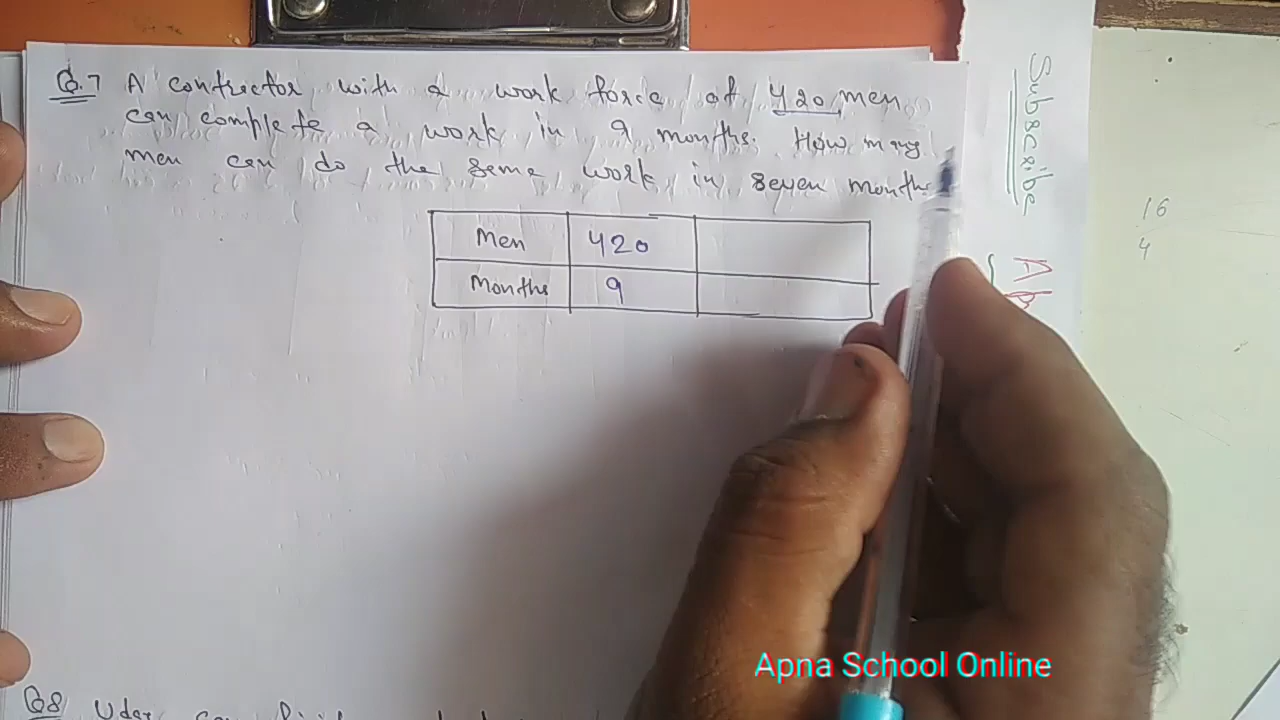 Q.7 A contractor with a work force of 420 men
can complete a work in 9 months. How many
men can do the same work in seven months
Men 420
Months 9
Subscribe
16
4
Apna School Online
Q8